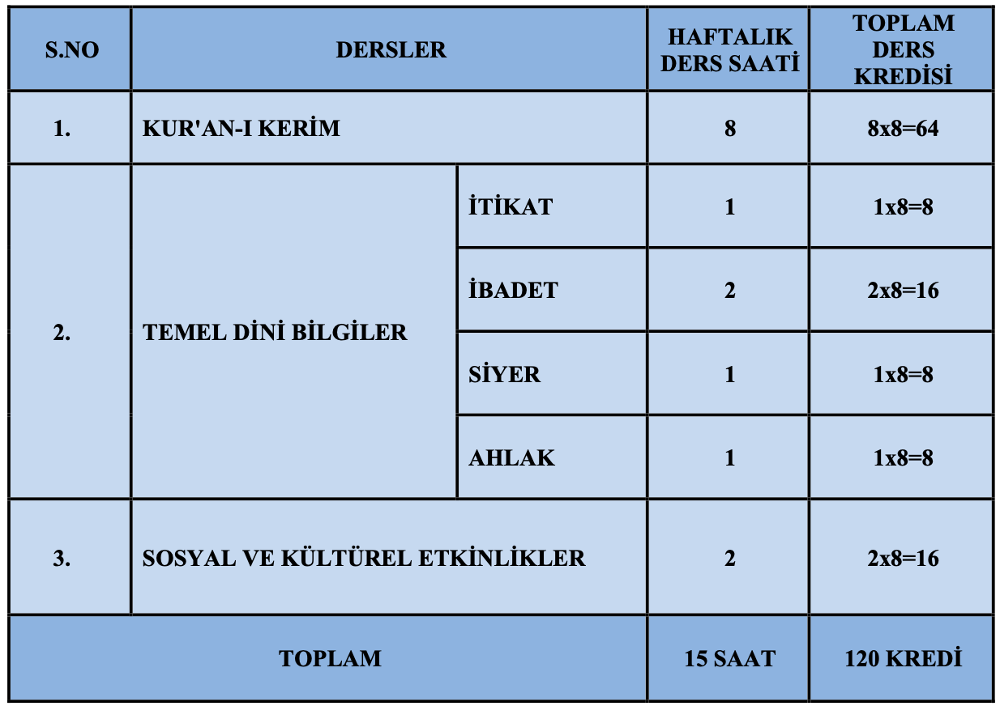 S.NO
DERSLER
HAFTALIK
DERS SAATİ
TOPLAM
DERS
KREDİSİ
1.
KUR'AN-I KERİM
8
8x8=64
2.
TEMEL DİNİ BİLGİLER
İTİKAT
1
1x8=8
İBADET
2
2x8=16
SİYER
1
1x8=8
AHLAK
1
1x8=8
3.
SOSYAL VE KÜLTÜREL ETKİNLİKLER
2
2x8=16
TOPLAM
15 SAAT
120 KREDİ